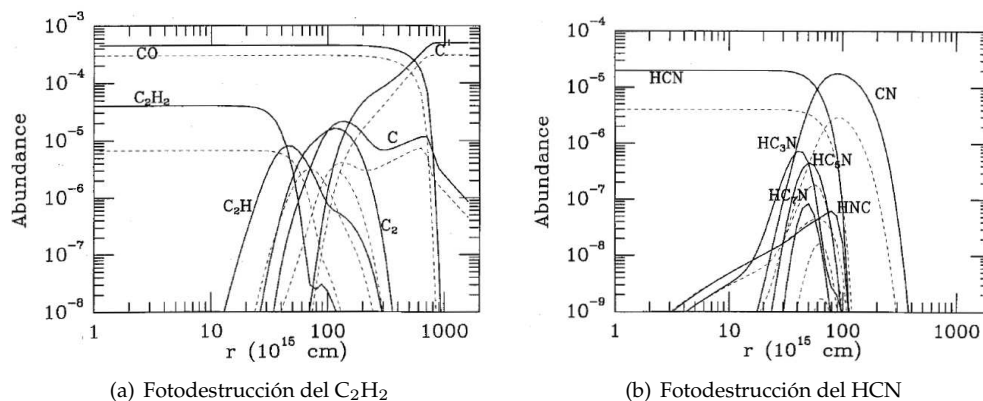 10⁻³
10⁻⁴
10⁻⁵
10⁻⁶
10⁻⁷
10⁻⁸
Abundance
CO
C⁺
C₂H₂
C
C₂H
C₂
1
10
100
1000
r (10¹⁵ cm)
(a) Fotodestrucción del C₂H₂
10⁻⁴
10⁻⁵
10⁻⁶
10⁻⁷
10⁻⁸
10⁻⁹
Abundance
HCN
CN
HC₃N
HC₅N
HC₇N
HNC
1
10
100
1000
r (10¹⁵ cm)
(b) Fotodestrucción del HCN